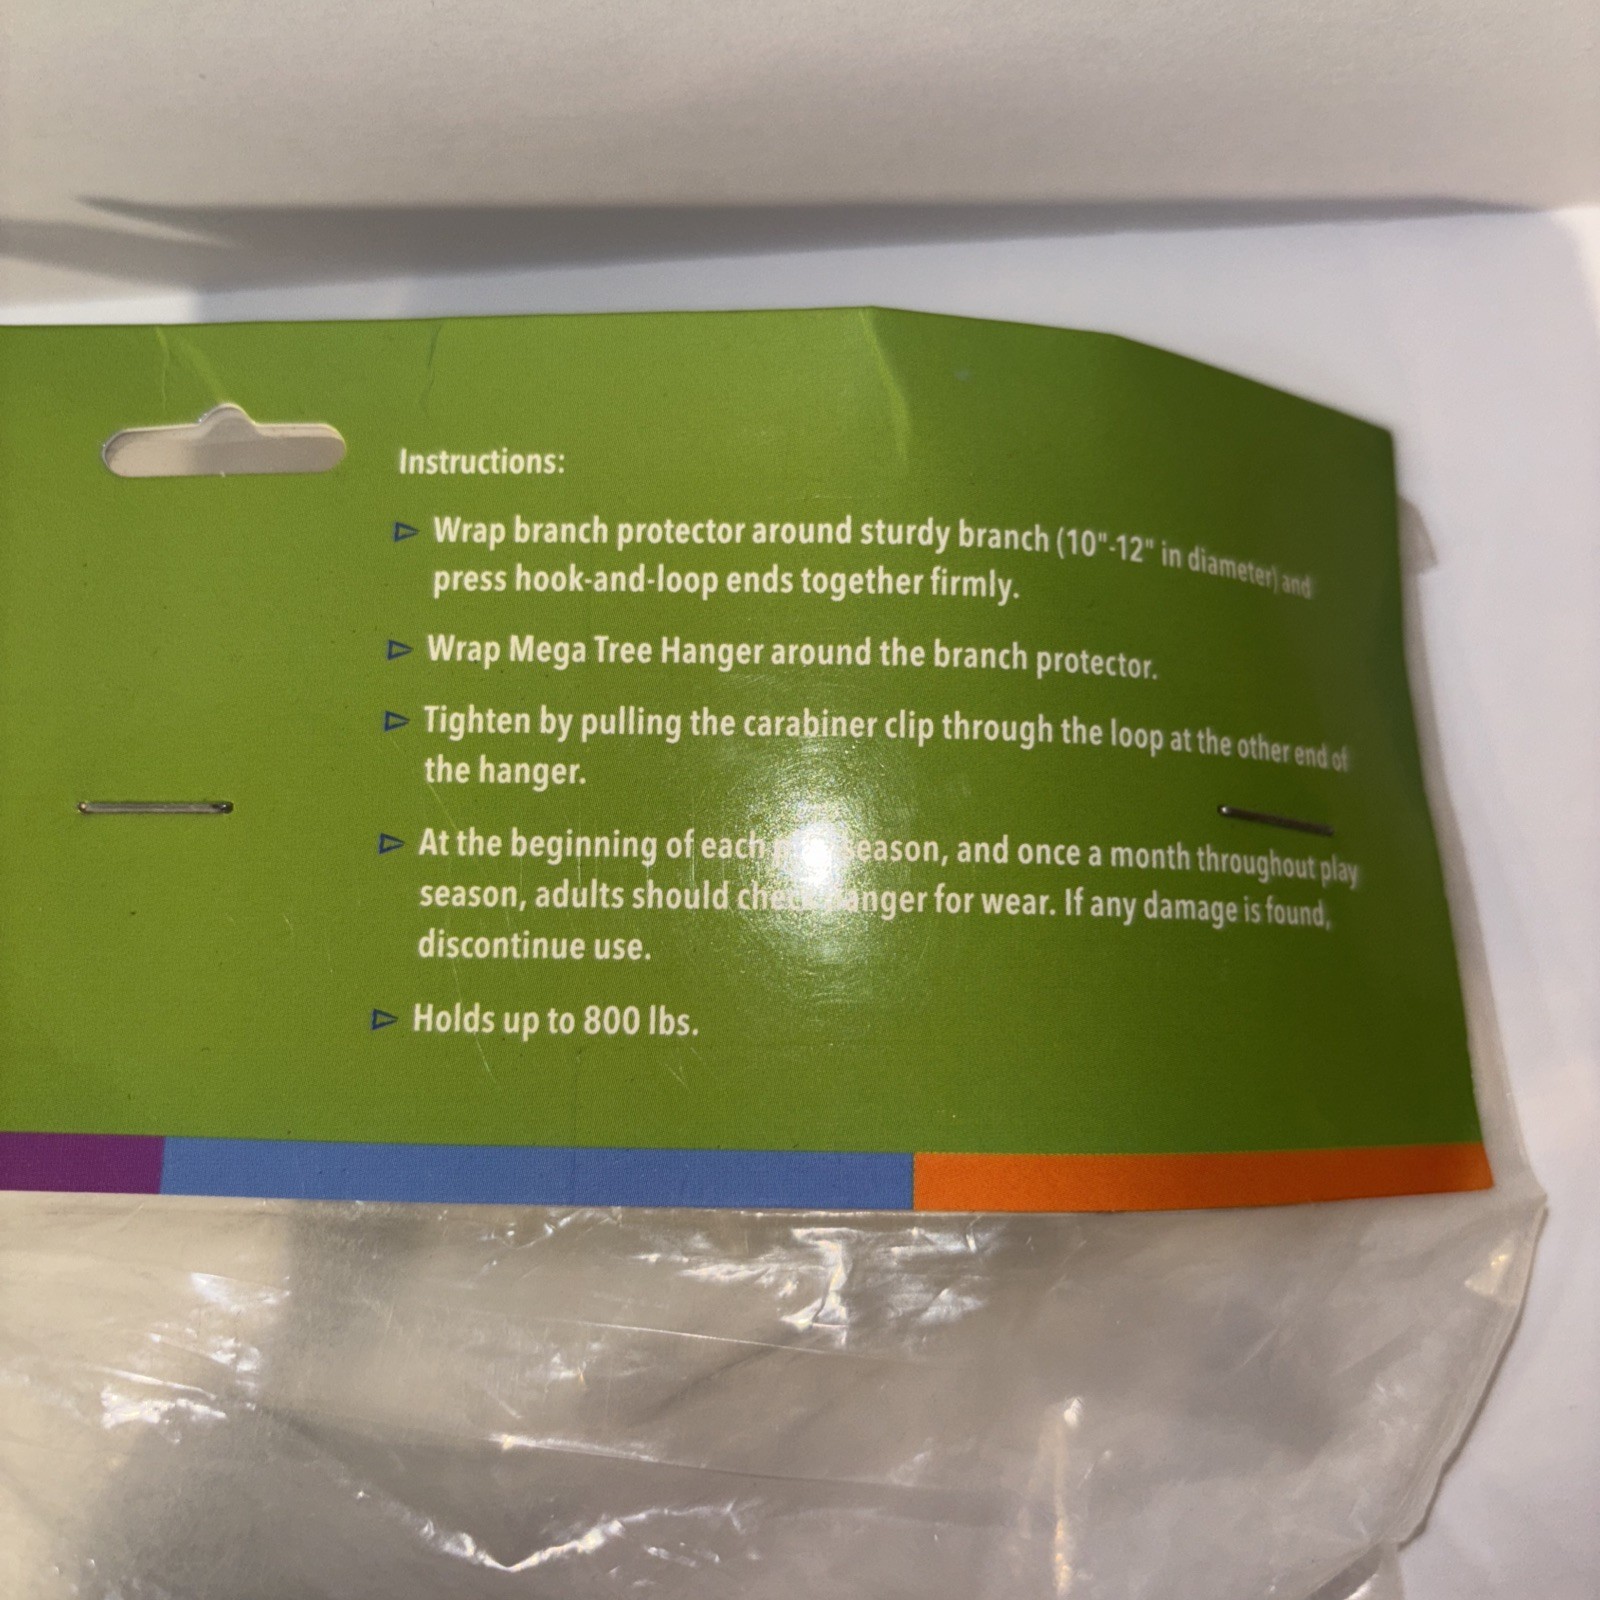 Instructions:
Wrap branch protector around sturdy branch (10"-12" in diameter) and
press hook-and-loop ends together firmly.
Wrap Mega Tree Hanger around the branch protector.
Tighten by pulling the carabiner clip through the loop at the other end of
the hanger.
At the beginning of each season, and once a month throughout play
season, adults should check hanger for wear. If any damage is found,
discontinue use.
Holds up to 800 lbs.